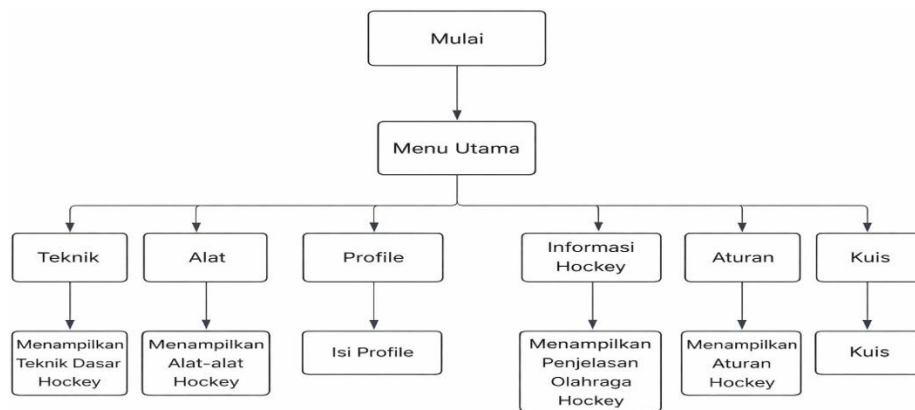 Mulai
Menu Utama
Teknik
Alat
Profile
Informasi
Hockey
Aturan
Kuis
Menampilkan
Teknik Dasar
Hockey
Menampilkan
Alat-alat
Hockey
Isi Profile
Menampilkan
Penjelasan
Olahraga
Hockey
Menampilkan
Aturan
Hockey
Kuis